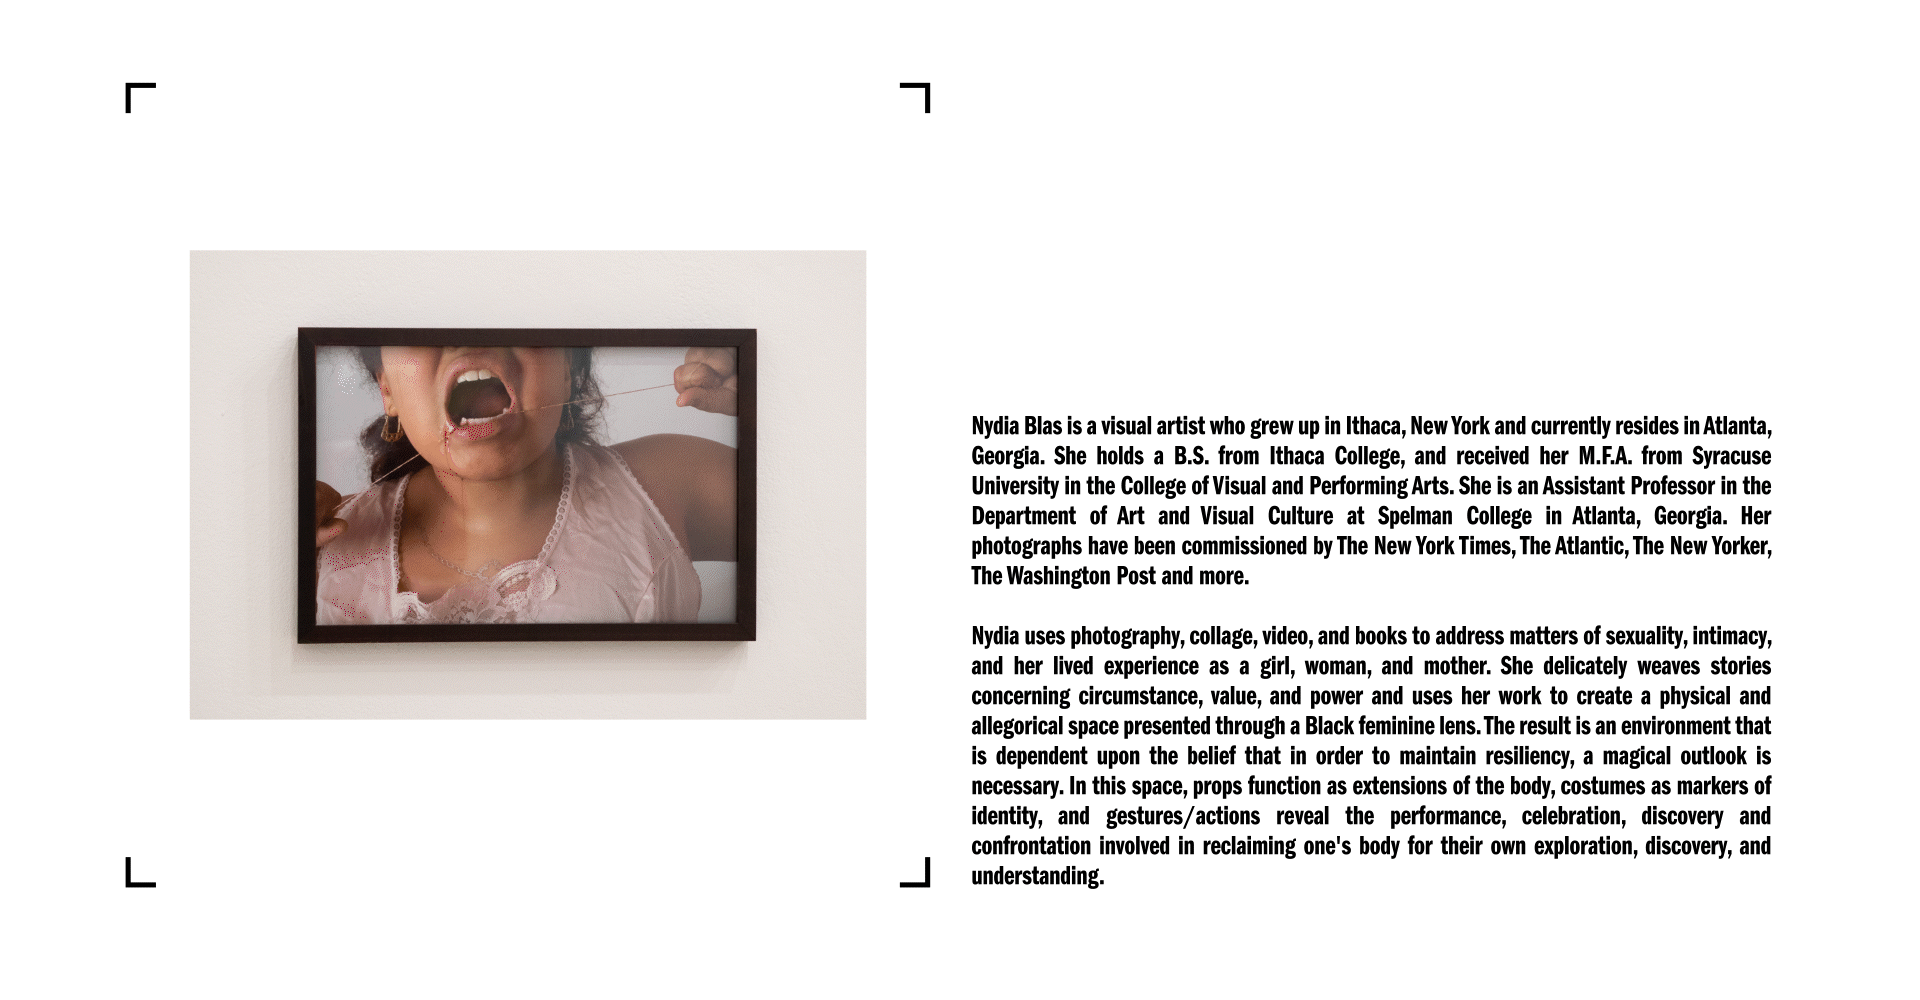 Nydia Blas is a visual artist who grew up in Ithaca, New York and currently resides in Atlanta,
Georgia. She holds a B.S. from Ithaca College, and received her M.F.A. from Syracuse
University in the College of Visual and Performing Arts. She is an Assistant Professor in the
Department of Art and Visual Culture at Spelman College in Atlanta, Georgia. Her
photographs have been commissioned by The New York Times, The Atlantic, The New Yorker,
The Washington Post and more.
Nydia uses photography, collage, video, and books to address matters of sexuality, intimacy,
and her lived experience as a girl, woman, and mother. She delicately weaves stories
concerning circumstance, value, and power and uses her work to create a physical and
allegorical space presented through a Black feminine lens. The result is an environment that
is dependent upon the belief that in order to maintain resiliency, a magical outlook is
necessary. In this space, props function as extensions of the body, costumes as markers of
identity, and gestures/actions reveal the performance, celebration, discovery and
confrontation involved in reclaiming one's body for their own exploration, discovery, and
understanding.